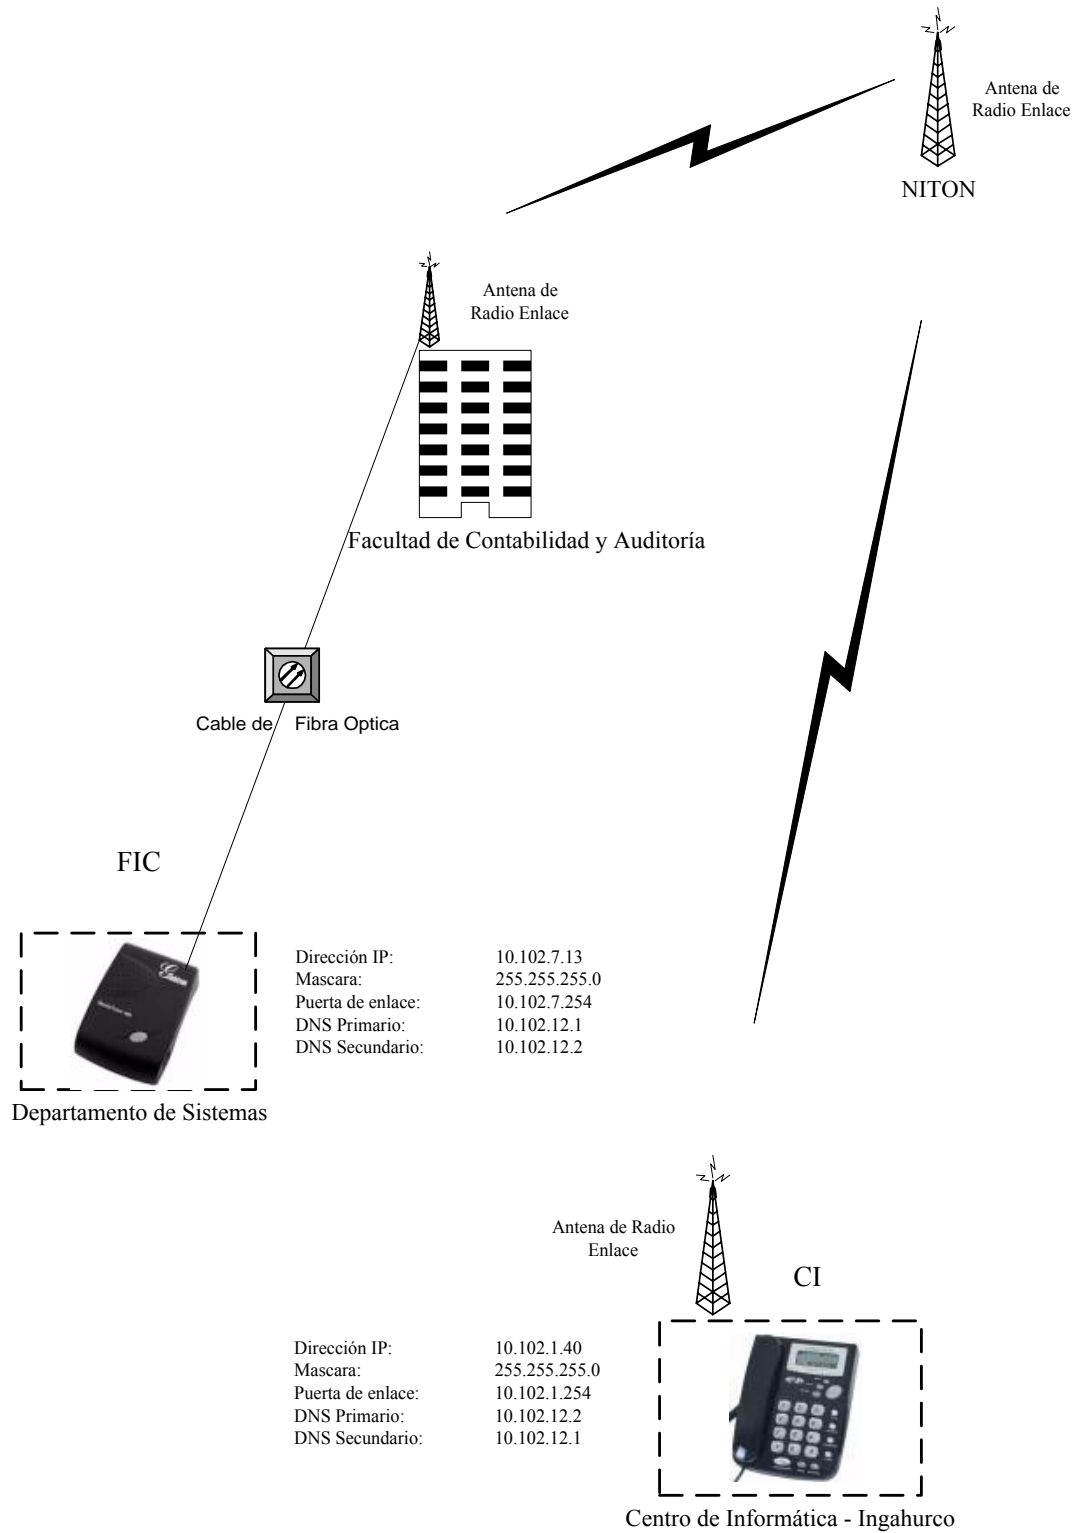 Antena de
Radio Enlace
NITON
Antena de
Radio Enlace
Facultad de Contabilidad y Auditoría
Cable de Fibra Optica
FIC
Dirección IP: 10.102.7.13
Mascara: 255.255.255.0
Puerta de enlace: 10.102.7.254
DNS Primario: 10.102.12.1
DNS Secundario: 10.102.12.2
Departamento de Sistemas
Antena de Radio
Enlace
CI
Dirección IP: 10.102.1.40
Mascara: 255.255.255.0
Puerta de enlace: 10.102.1.254
DNS Primario: 10.102.12.2
DNS Secundario: 10.102.12.1
Centro de Informática - Ingahurco